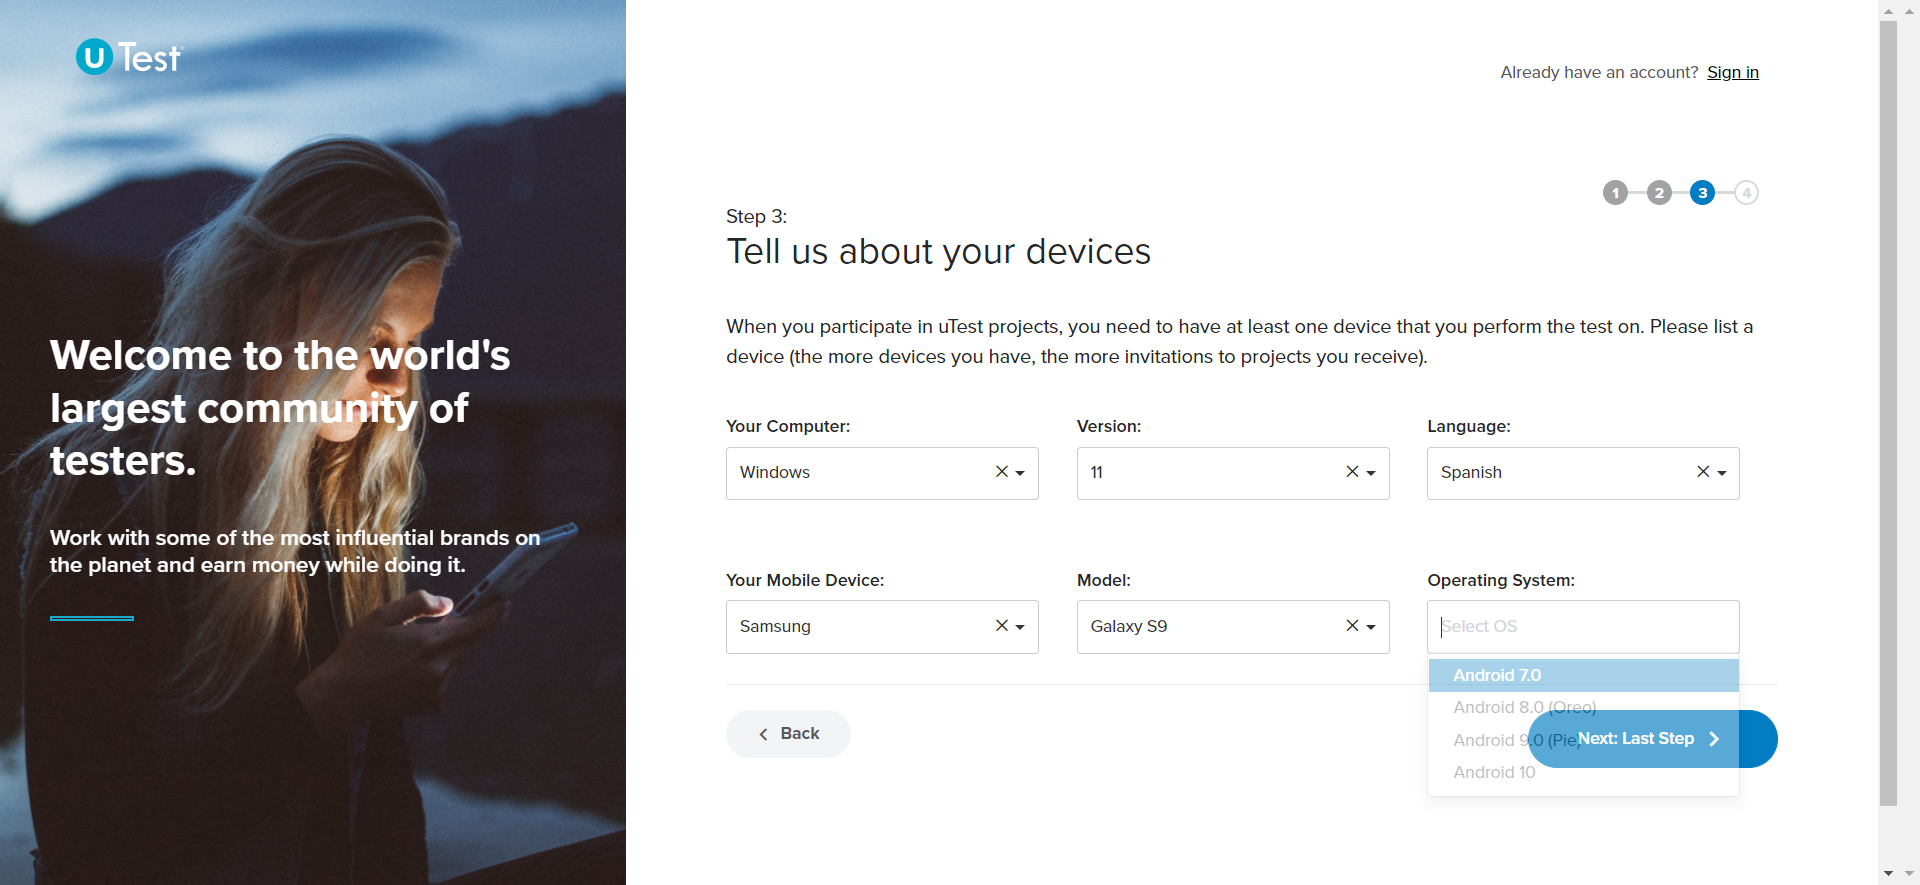 U Test
Already have an account? Sign in
1 2 3 4
Step 3:
Tell us about your devices
When you participate in uTest projects, you need to have at least one device that you perform the test on. Please list a
device (the more devices you have, the more invitations to projects you receive).
Welcome to the world's
largest community of
testers.
Work with some of the most influential brands on
the planet and earn money while doing it.
Your Computer: Version: Language:
Windows 11 Spanish
Your Mobile Device: Model: Operating System:
Samsung Galaxy S9 Select OS
Android 7.0
Android 8.0 (Oreo)
Android 9.0 (Pie)
Android 10
Back
Next: Last Step